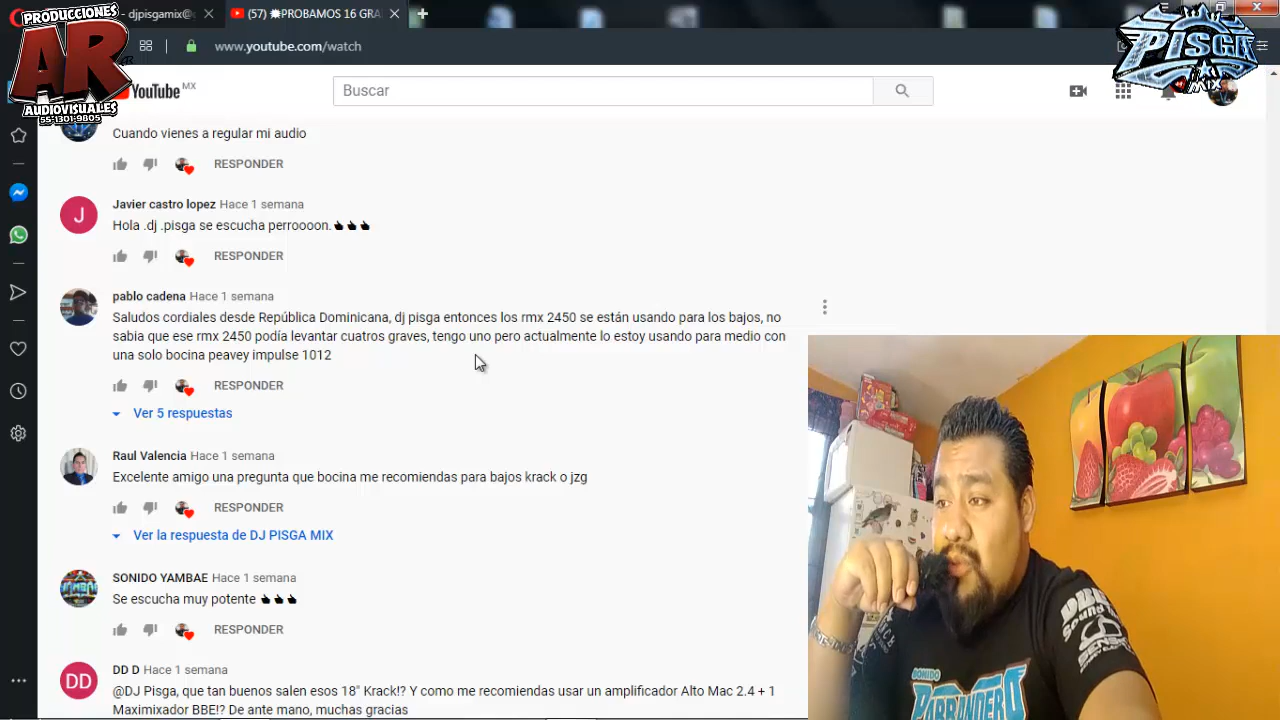 PRODUCCIONES
AR
AUDIOVISUALES
55-1301-9805
- djpisgamix@
(57) PROBAMOS 16 GRA
www.youtube.com/watch
PISGA
MIX
YouTube MX
Buscar
Cuando vienes a regular mi audio
RESPONDER
Javier castro lopez Hace 1 semana
Hola .dj .pisga se escucha perroooon.
RESPONDER
pablo cadena Hace 1 semana
Saludos cordiales desde República Dominicana, dj pisga entonces los rmx 2450 se están usando para los bajos, no
sabia que ese rmx 2450 podía levantar cuatros graves, tengo uno pero actualmente lo estoy usando para medio con
una solo bocina peavey impulse 1012
RESPONDER
Ver 5 respuestas
Raul Valencia Hace 1 semana
Excelente amigo una pregunta que bocina me recomiendas para bajos krack o jzg
RESPONDER
Ver la respuesta de DJ PISGA MIX
SONIDO YAMBAE Hace 1 semana
Se escucha muy potente
RESPONDER
DD
DD D Hace 1 semana
@DJ Pisga, que tan buenos salen esos 18" Krack!? Y como me recomiendas usar un amplificador Alto Mac 2.4 + 1
Maximixador BBE!? De ante mano, muchas gracias
J
SONIDO
PARRANDERO